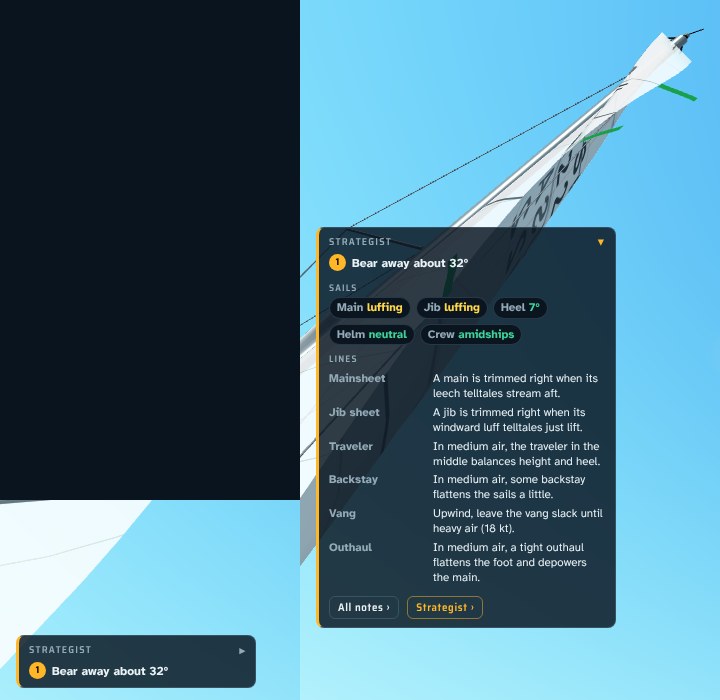 STRATEGIST
1 Bear away about 32°
STRATEGIST
1 Bear away about 32°
SAILS
Main luffing Jib luffing Heel 7°
Helm neutral Crew amidships
LINES
Mainsheet A main is trimmed right when its
leech telltales stream aft.
Jib sheet A jib is trimmed right when its
windward luff telltales just lift.
Traveler In medium air, the traveler in the
middle balances height and heel.
Backstay In medium air, some backstay
flattens the sails a little.
Vang Upwind, leave the vang slack until
heavy air (18 kt).
Outhaul In medium air, a tight outhaul
flattens the foot and depowers
the main.
All notes › Strategist ›